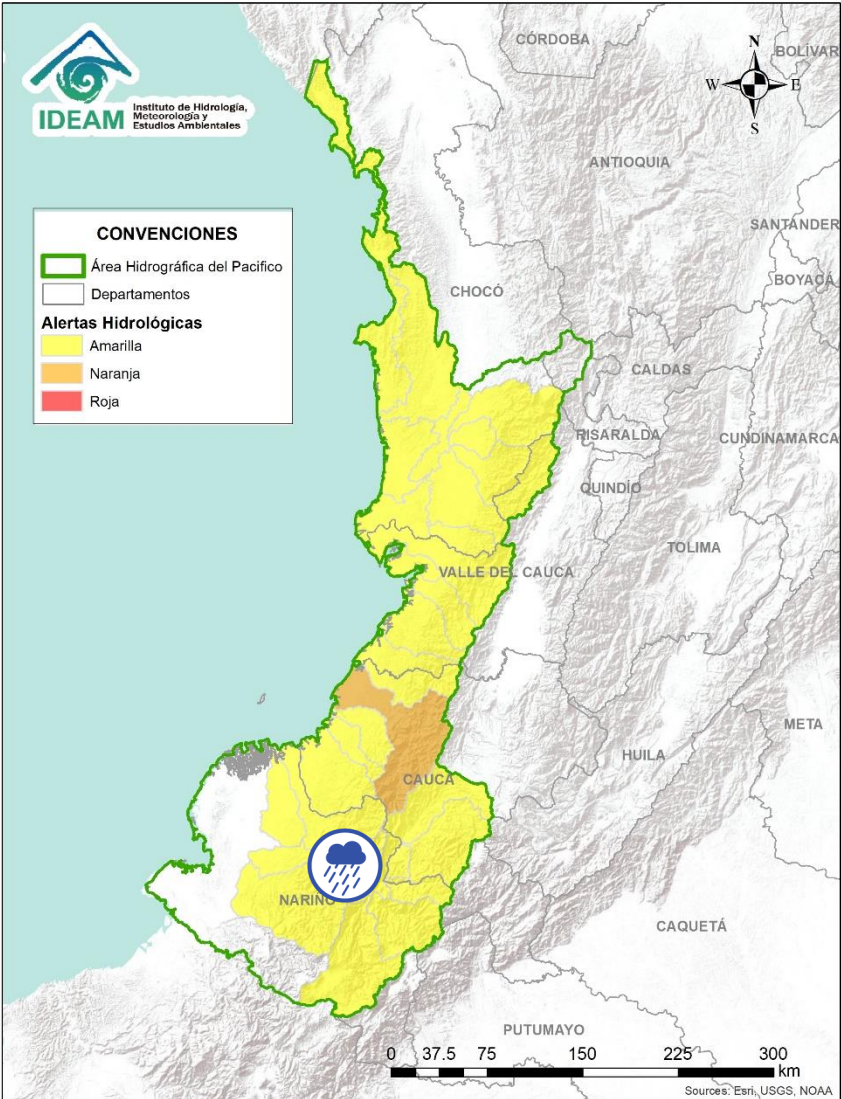 IDEAM
Instituto de Hidrología,
Meteorología y
Estudios Ambientales
N
W
E
S
CÓRDOBA
BOLÍVAR
ANTIOQUIA
SANTANDER
BOYACÁ
CHOCÓ
CALDAS
RISARALDA
CUNDINAMARCA
QUINDÍO
TOLIMA
VALLE DEL CAUCA
META
HUILA
CAUCA
NARIÑO
CAQUETÁ
PUTUMAYO
CONVENCIONES
Área Hidrográfica del Pacifico
Departamentos
Alertas Hidrológicas
Amarilla
Naranja
Roja
0 37.5 75 150 225 300
km
Sources: Esri, USGS, NOAA